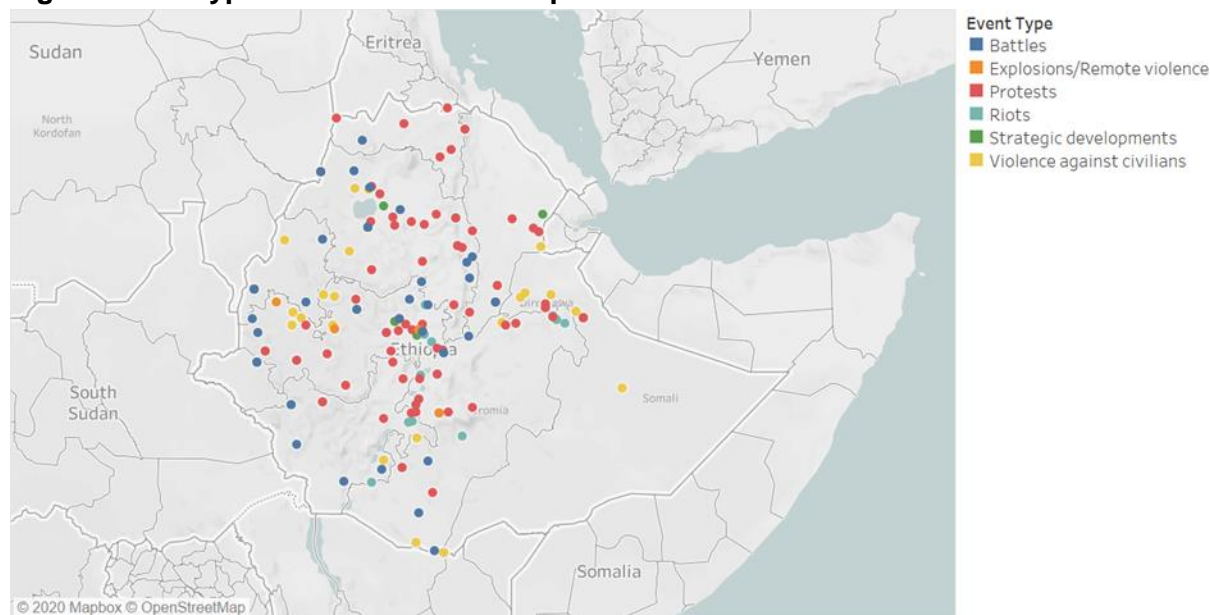 Event Type
Battles
Explosions/Remote violence
Protests
Riots
Strategic developments
Violence against civilians
Sudan
Eritrea
Yemen
North
Kordofan
Ethiopia
South
Sudan
Somali
Somalia
© 2020 Mapbox © OpenStreetMap